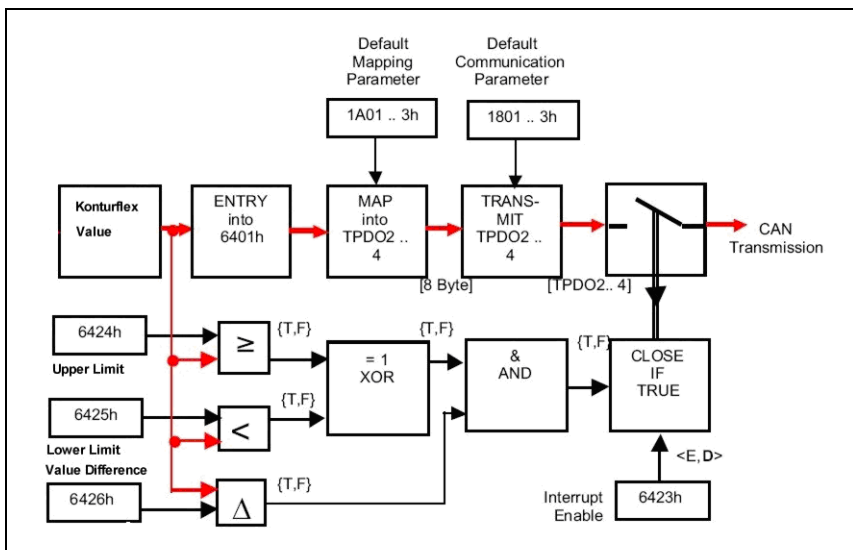 Default
Mapping
Parameter
Default
Communication
Parameter
1A01 .. 3h
1801 .. 3h
Konturflex
Value
ENTRY
into
6401h
MAP
into
TPDO2 ..
4
TRANS-
MIT
TPDO2 ..
4
CAN
Transmission
[8 Byte]
[TPDO2.. 4]
6424h
Upper Limit
≥
{T,F}
= 1
XOR
{T,F}
&
AND
{T,F}
CLOSE
IF
TRUE
6425h
Lower Limit
<
{T,F}
Value Difference
6426h
Δ
{T,F}
<E,D>
Interrupt
Enable
6423h